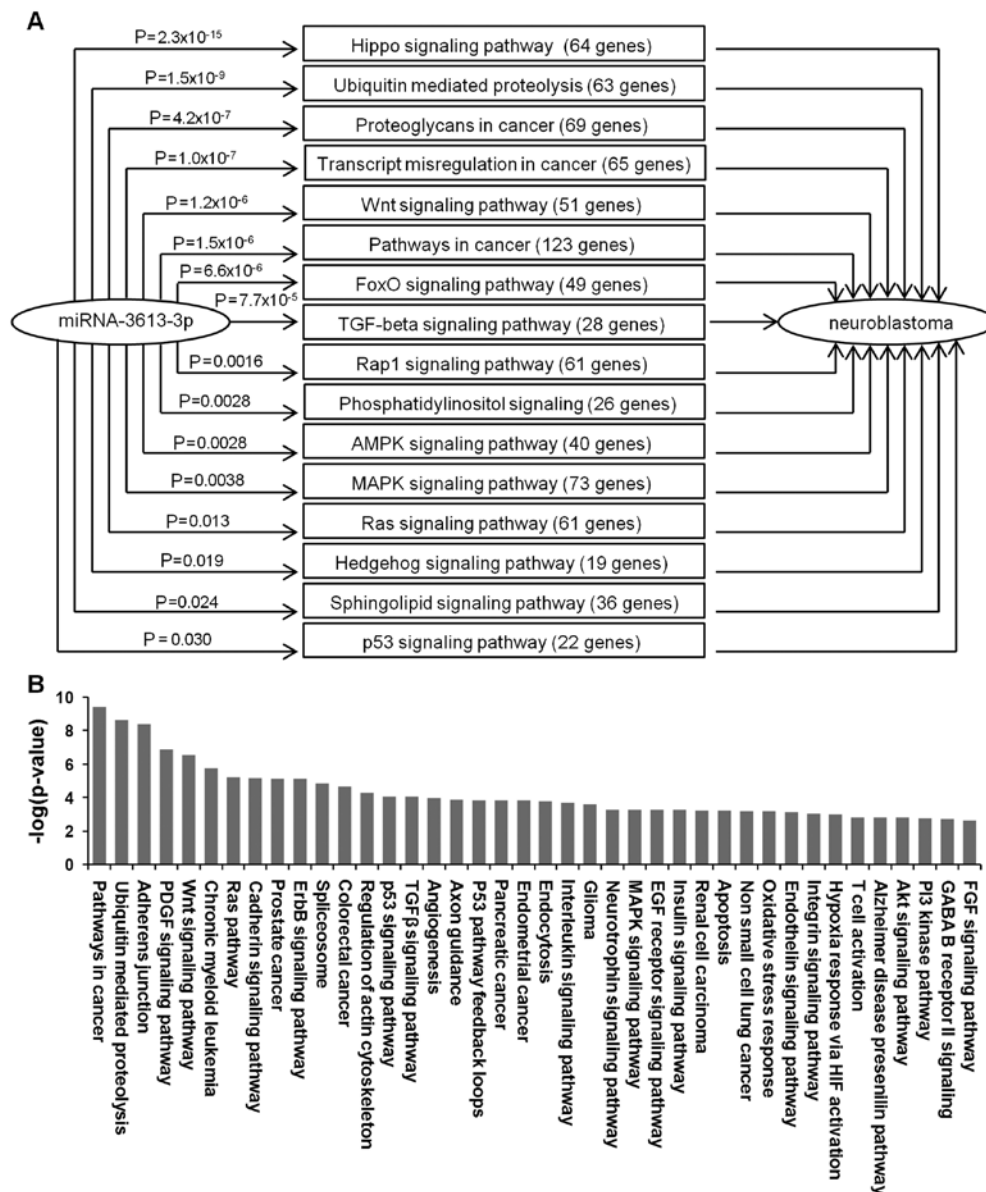 A
P=2.3x10⁻¹⁵
Hippo signaling pathway (64 genes)
P=1.5x10⁻⁹
Ubiquitin mediated proteolysis (63 genes)
P=4.2x10⁻⁷
Proteoglycans in cancer (69 genes)
P=1.0x10⁻⁷
Transcript misregulation in cancer (65 genes)
P=1.2x10⁻⁶
Wnt signaling pathway (51 genes)
P=1.5x10⁻⁶
Pathways in cancer (123 genes)
P=6.6x10⁻⁶
FoxO signaling pathway (49 genes)
P=7.7x10⁻⁵
miRNA-3613-3p
TGF-beta signaling pathway (28 genes)
neuroblastoma
P=0.0016
Rap1 signaling pathway (61 genes)
P=0.0028
Phosphatidylinositol signaling (26 genes)
P=0.0028
AMPK signaling pathway (40 genes)
P=0.0038
MAPK signaling pathway (73 genes)
P=0.013
Ras signaling pathway (61 genes)
P=0.019
Hedgehog signaling pathway (19 genes)
P=0.024
Sphingolipid signaling pathway (36 genes)
P = 0.030
p53 signaling pathway (22 genes)
B
-log(p-value)
10
8
6
4
2
0
Pathways in cancer
Ubiquitin mediated proteolysis
Adherens junction
PDGF signaling pathway
Wnt signaling pathway
Chronic myeloid leukemia
Ras pathway
Cadherin signaling pathway
Prostate cancer
ErbB signaling pathway
Spliceosome
Colorectal cancer
Regulation of actin cytoskeleton
p53 signaling pathway
TGFβ signaling pathway
Angiogenesis
Axon guidance
P53 pathway feedback loops
Pancreatic cancer
Endometrial cancer
Endocytosis
Interleukin signaling pathway
Glioma
Neurotrophin signaling pathway
MAPK signaling pathway
EGF receptor signaling pathway
Insulin signaling pathway
Renal cell carcinoma
Apoptosis
Non small cell lung cancer
Oxidative stress response
Endothelin signaling pathway
Integrin signaling pathway
Hypoxia response via HIF activation
T cell activation
Alzheimer disease presenilin pathway
Akt signaling pathway
PI3 kinase pathway
GABA B receptor II signaling
FGF signaling pathway